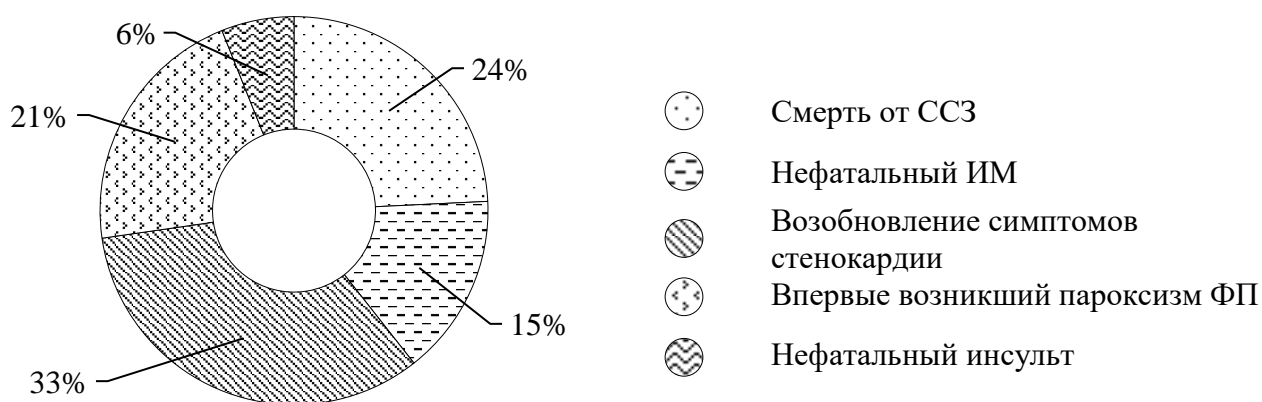 6%
24%
21%
15%
33%
Смерть от ССЗ
Нефатальный ИМ
Возобновление симптомов
стенокардии
Впервые возникший пароксизм ФП
Нефатальный инсульт